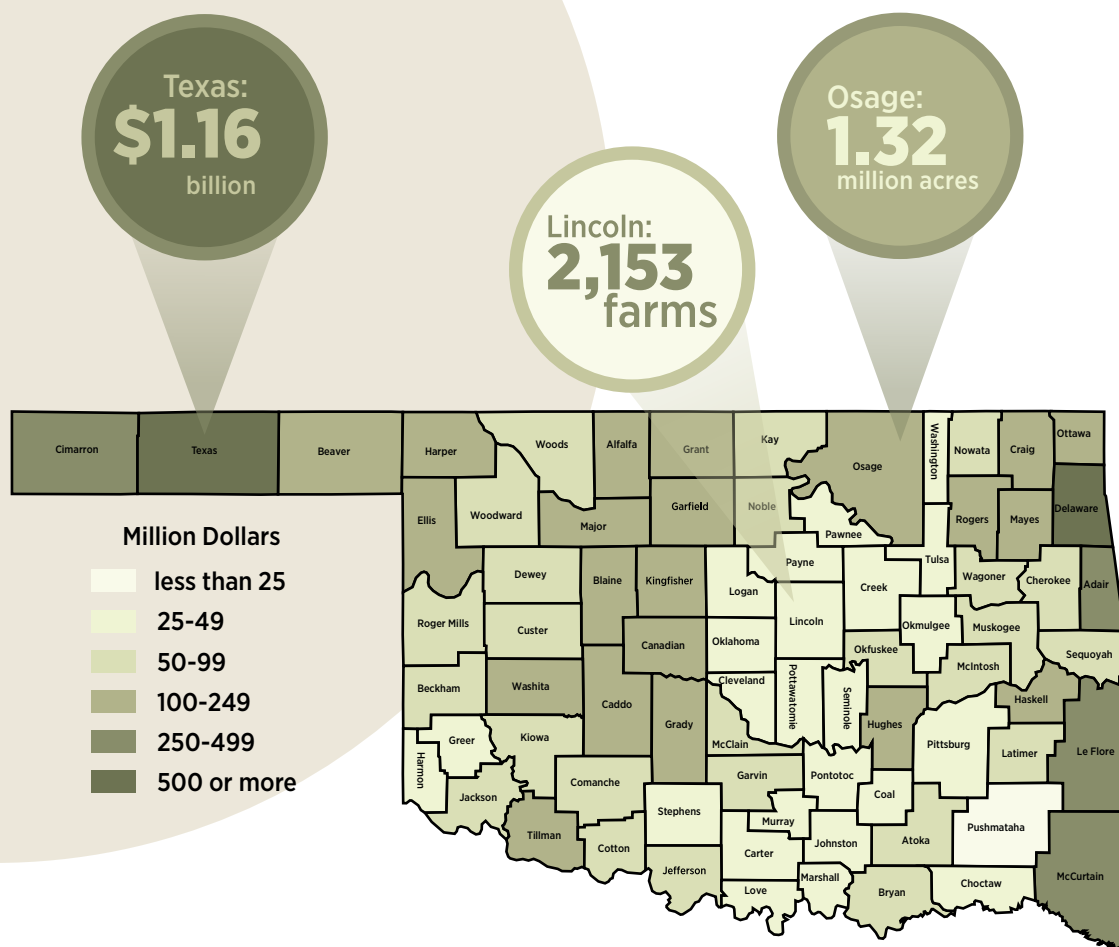 Texas:
$1.16
billion
Osage:
1.32
million acres
Lincoln:
2,153
farms
Million Dollars
less than 25
25-49
50-99
100-249
250-499
500 or more
Cimarron
Texas
Beaver
Harper
Woods
Alfalfa
Grant
Kay
Osage
Washington
Nowata
Craig
Ottawa
Ellis
Woodward
Major
Garfield
Noble
Pawnee
Rogers
Mayes
Delaware
Dewey
Blaine
Kingfisher
Logan
Payne
Creek
Tulsa
Wagoner
Cherokee
Adair
Roger Mills
Custer
Canadian
Oklahoma
Lincoln
Okfuskee
Okmulgee
Muskogee
Sequoyah
Beckham
Washita
Caddo
Grady
Cleveland
McClain
Pottawatomie
Seminole
Hughes
McIntosh
Haskell
Le Flore
Harmon
Greer
Kiowa
Jackson
Comanche
Tillman
Cotton
Stephens
Jefferson
Garvin
Murray
Carter
Love
Pontotoc
Johnston
Marshall
Coal
Atoka
Bryan
Pittsburg
Latimer
Pushmataha
Choctaw
McCurtain